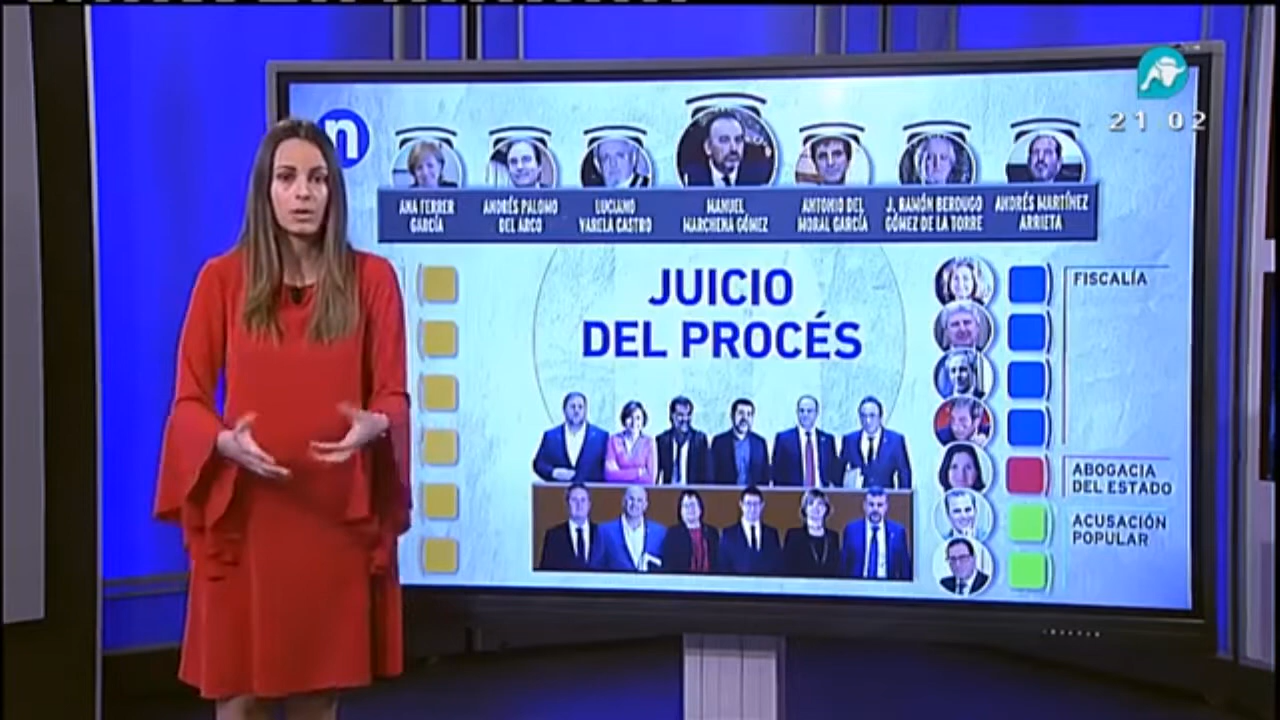 21 02
n
ANA FERRER
GARCÍA
ANDRÉS PALOMO
DEL ARCO
LUCIANO
VARELA CASTRO
MANUEL
MARCHENA GÓMEZ
ANTONIO DEL
MORAL GARCÍA
J. RAMÓN BERDUGO
GÓMEZ DE LA TORRE
ANDRÉS MARTÍNEZ
ARRIETA
JUICIO
DEL PROCÉS
FISCALÍA
ABOGACIA
DEL ESTADO
ACUSACIÓN
POPULAR